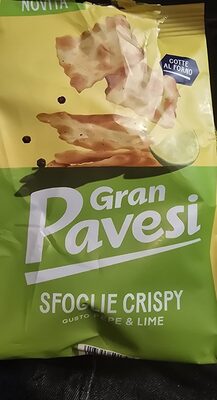 NOVITÀ
COTTE
AL FORNO
Gran
Pavesi
SFOGLIE CRISPY
GUSTO PEPE & LIME